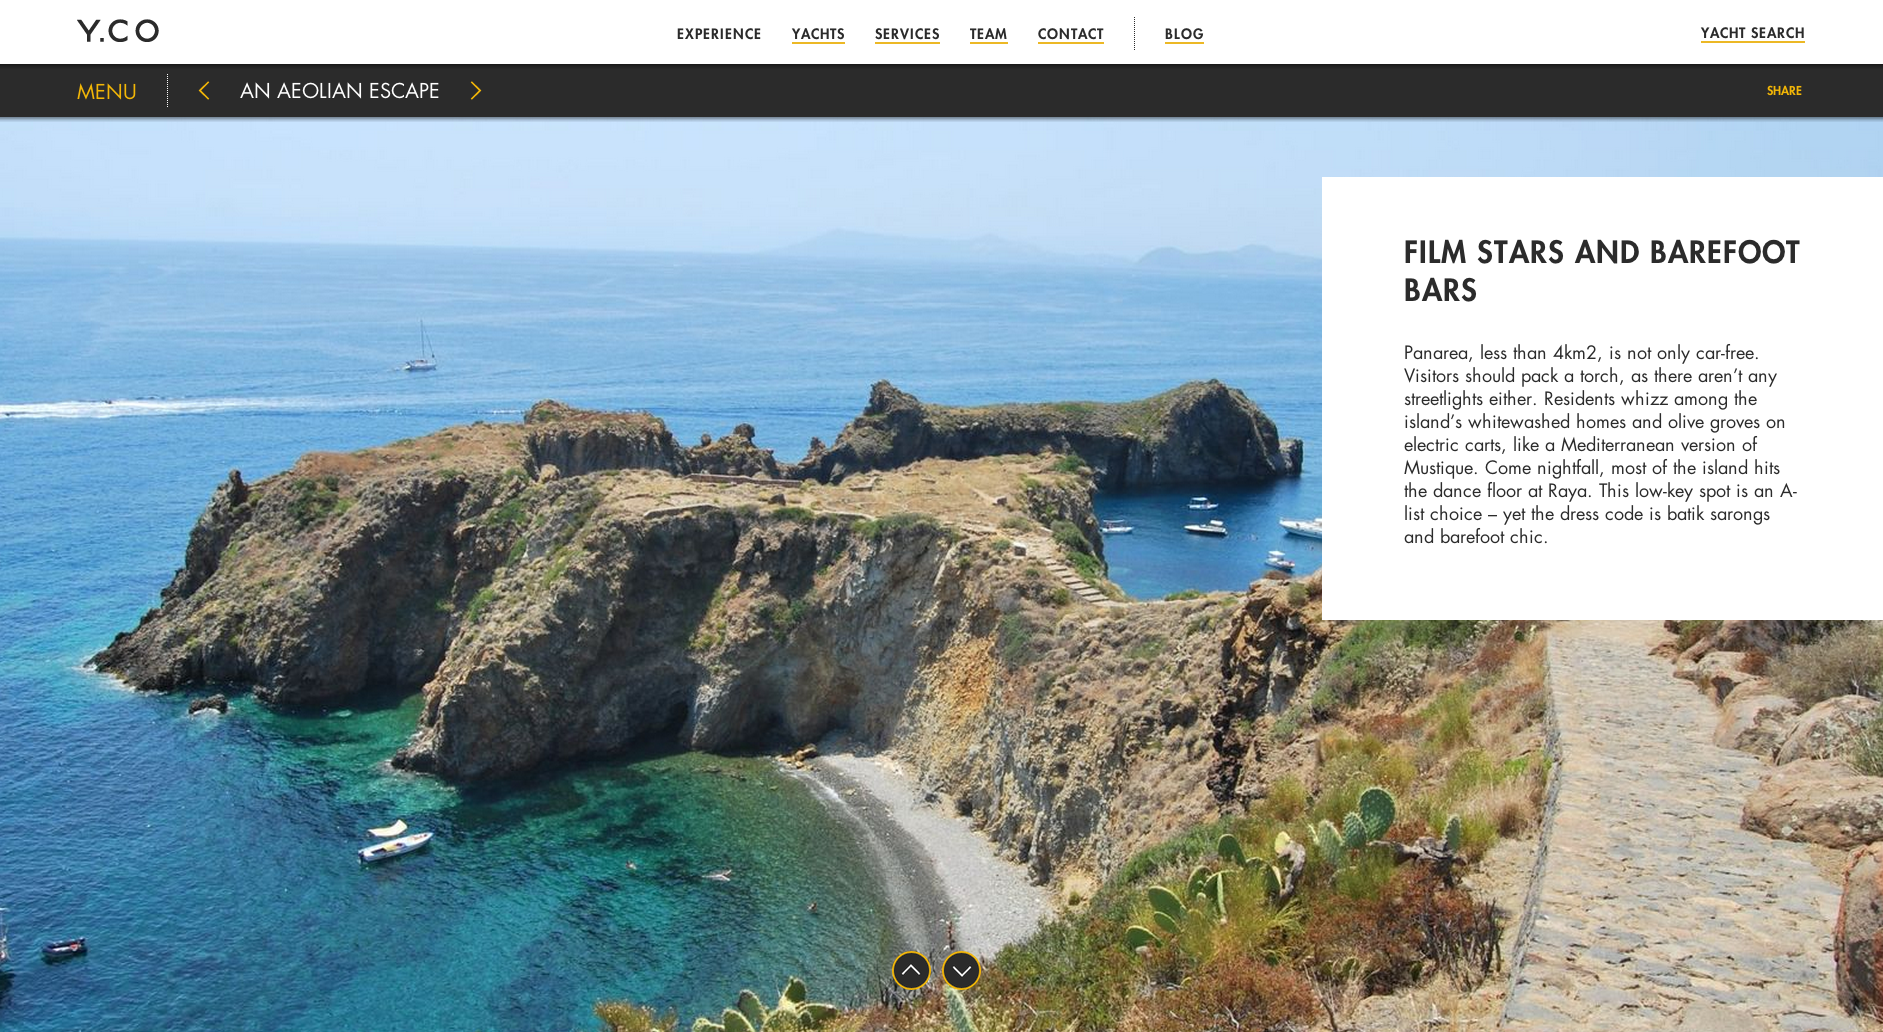 Y.CO
EXPERIENCE YACHTS SERVICES TEAM CONTACT BLOG
YACHT SEARCH
MENU AN AEOLIAN ESCAPE
SHARE
FILM STARS AND BAREFOOT
BARS
Panarea, less than 4km2, is not only car-free.
Visitors should pack a torch, as there aren’t any
streetlights either. Residents whizz among the
island’s whitewashed homes and olive groves on
electric carts, like a Mediterranean version of
Mustique. Come nightfall, most of the island hits
the dance floor at Raya. This low-key spot is an A-
list choice – yet the dress code is batik sarongs
and barefoot chic.